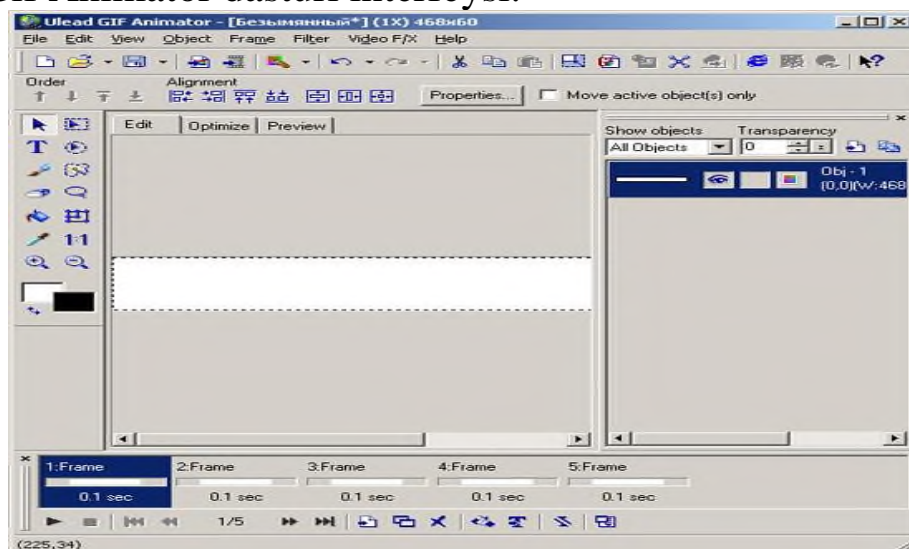 Ulead GIF Animator - [Безымянный*] (1X) 468x60
File Edit View Object Frame Filter Video F/X Help
Order Alignment
Properties... Move active object(s) only
Edit Optimize Preview
Show objects Transparency
All Objects 0
T
Obj - 1
(0,0)(W:468
1:1
1:Frame 2:Frame 3:Frame 4:Frame 5:Frame
0.1 sec 0.1 sec 0.1 sec 0.1 sec 0.1 sec
1/5
(225,34)